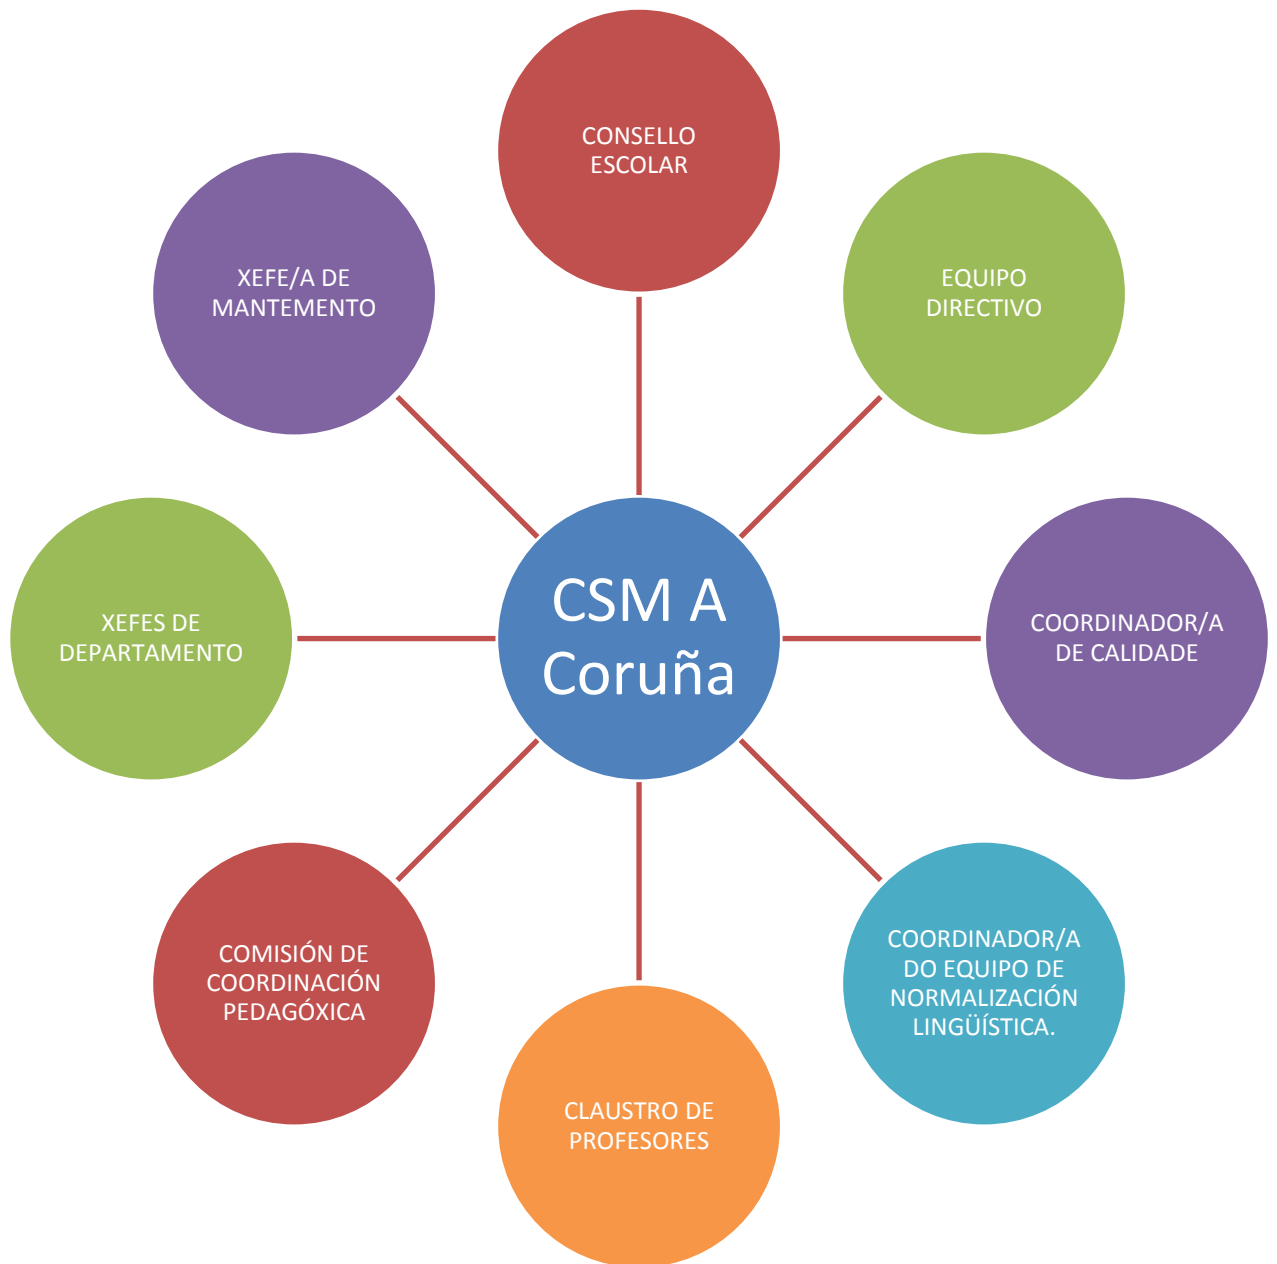 CONSELLO
ESCOLAR
EQUIPO
DIRECTIVO
COORDINADOR/A
DE CALIDADE
COORDINADOR/A
DO EQUIPO DE
NORMALIZACIÓN
LINGÜÍSTICA.
CLAUSTRO DE
PROFESORES
COMISIÓN DE
COORDINACIÓN
PEDAGÓXICA
XEFES DE
DEPARTAMENTO
XEFE/A DE
MANTEMENTO
CSM A
Coruña